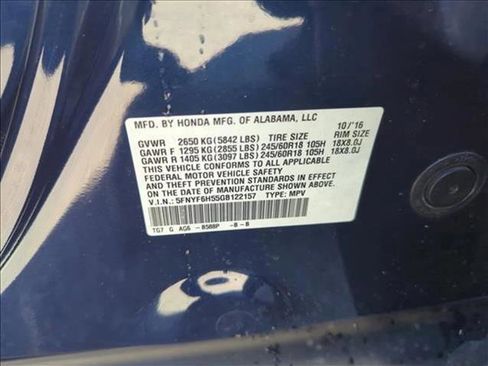 MFD. BY HONDA MFG. OF ALABAMA, LLC 10/'16
GVWR 2650 KG(5842 LBS) TIRE SIZE RIM SIZE
GAWR F 1295 KG(2855 LBS)245/60R18 105H 18X8.0J
GAWR R 1405 KG(3097 LBS)245/60R18 105H 18X8.0J
THIS VEHICLE CONFORMS TO ALL APPLICABLE
FEDERAL MOTOR VEHICLE SAFETY
STANDARDS IN EFFECT ON
THE DATE OF MANUFACTURE SHOWN ABOVE.
V.I.N.: 5FNYF6H55GB122157 TYPE: MPV
TG7 G AG6 -B588P -B-B